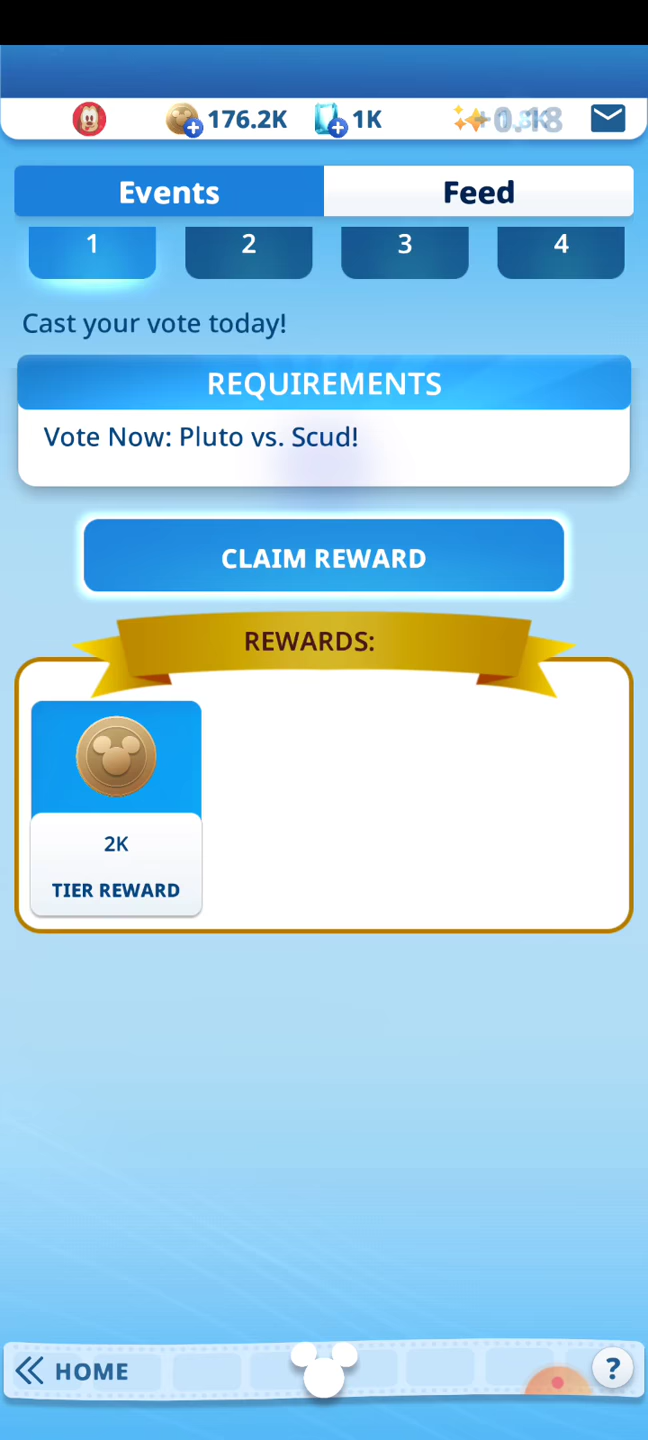 176.2K 1K
Events Feed
1 2 3 4
Cast your vote today!
REQUIREMENTS
Vote Now: Pluto vs. Scud!
CLAIM REWARD
REWARDS:
2K
TIER REWARD
HOME ?